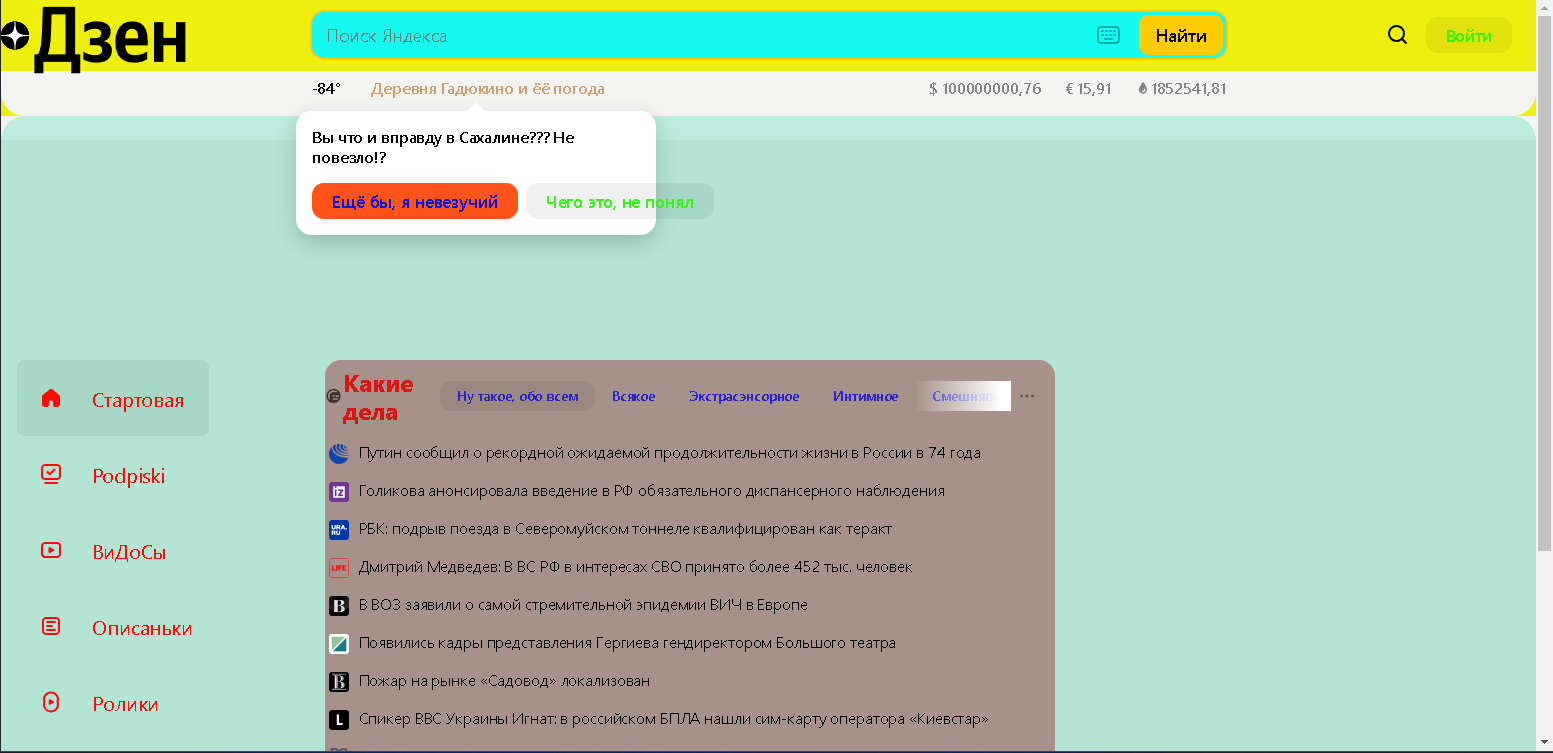 Дзен
Поиск Яндекса
Найти
Войти
-84°
Деревня Гадюкино и ёё погода
$ 100000000,76
€ 15,91
1852541,81
Вы что и вправду в Сахалине??? Не
повезло!?
Ещё бы, я невезучий
Чего это, не понял
Стартовая
Podpiski
ВиДоСы
Описаньки
Ролики
Какие
дела
Ну такое, обо всем
Всякое
Экстрасэнсорное
Интимное
Путин сообщил о рекордной ожидаемой продолжительности жизни в России в 74 года
IZ
Голикова анонсировала введение в РФ обязательного диспансерного наблюдения
URA.
RU
РБК: подрыв поезда в Северомуйском тоннеле квалифицирован как теракт
LIFE
Дмитрий Медведев: В ВС РФ в интересах СВО принято более 452 тыс. человек
В
В ВОЗ заявили о самой стремительной эпидемии ВИЧ в Европе
Появились кадры представления Гергиева гендиректором Большого театра
В
Пожар на рынке «Садовод» локализован
L
Спикер ВВС Украины Игнат: в российском БПЛА нашли сим-карту оператора «Киевстар»